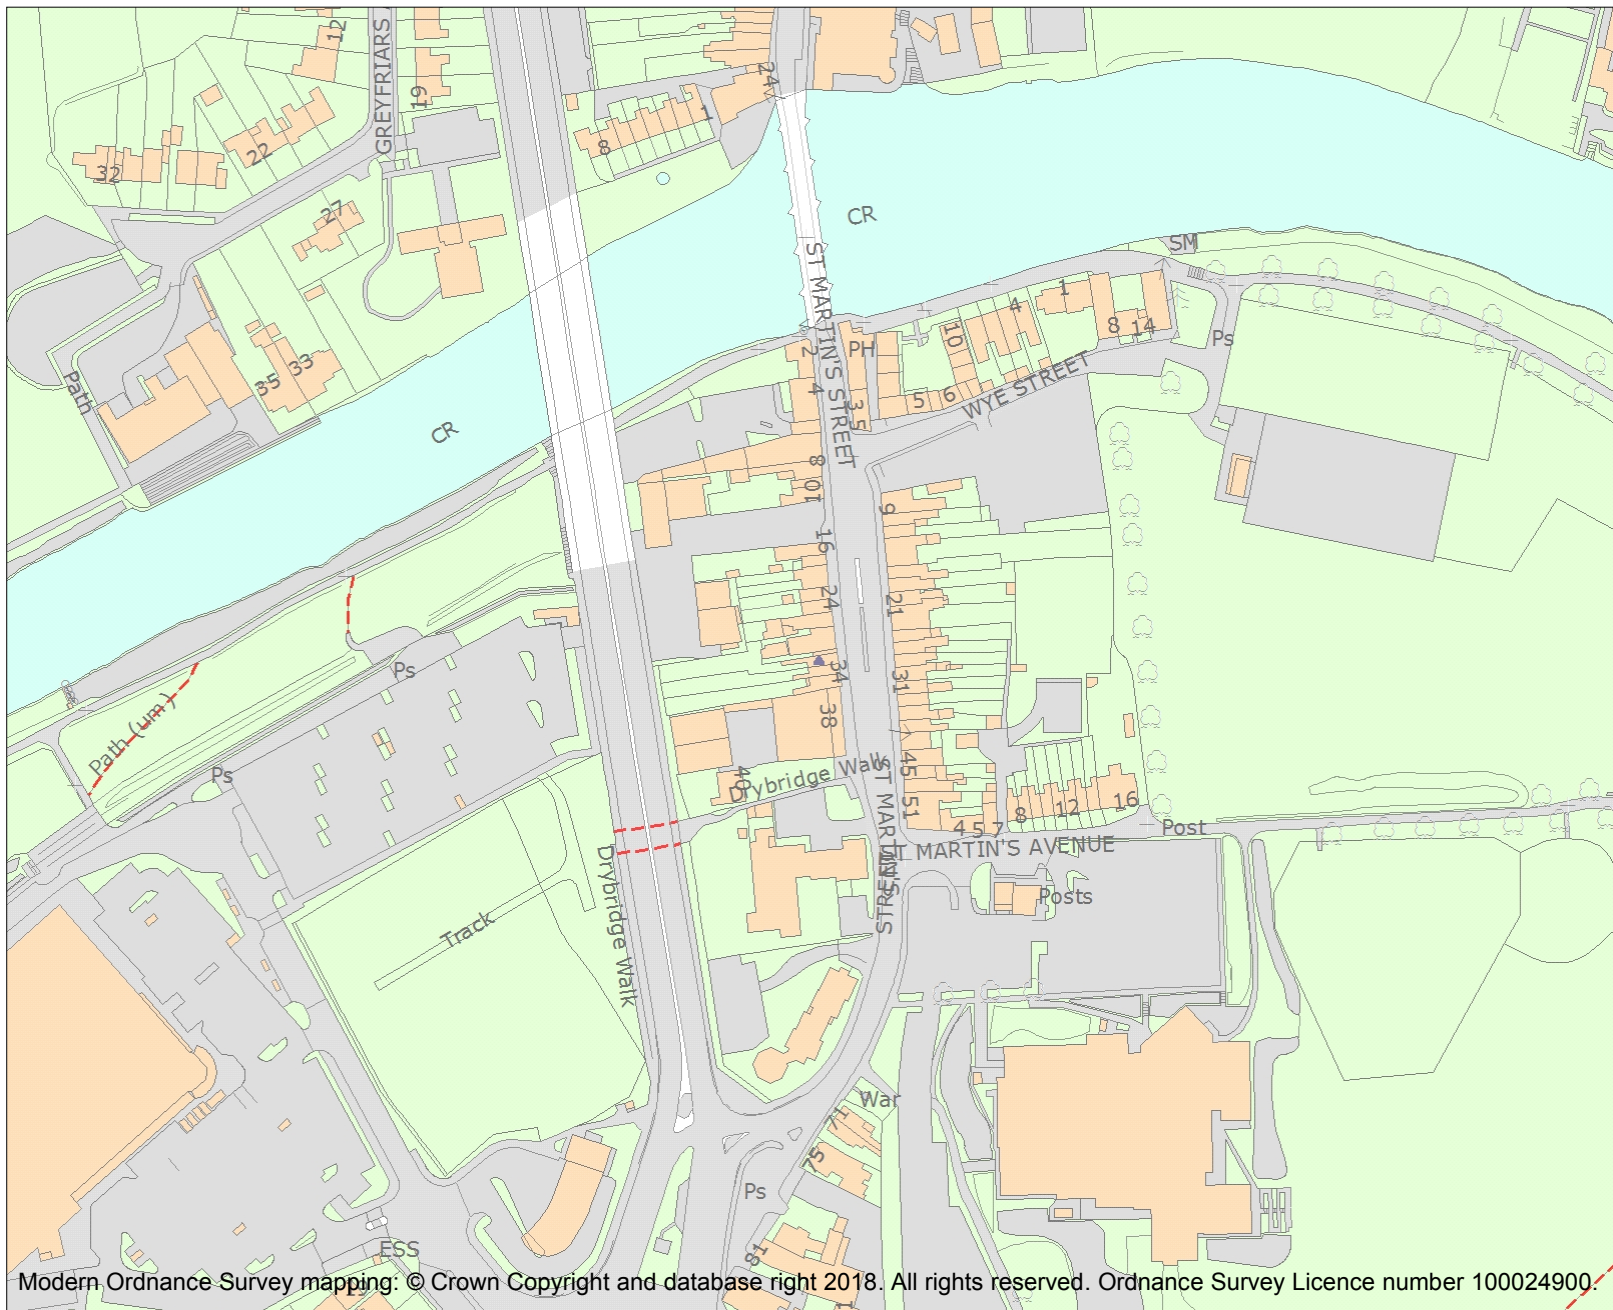 12
GREYFRIARS
19
24
1
8
22
32
27
CR
SM
ST MARTIN'S STREET
PH
2
4
3
5
10
4
1
8
14
Ps
5
6
WYE STREET
Path
35
33
CR
8
10
16
9
24
21
34
31
38
45
51
40
Drybridge Walk
ST MARTIN'S STREET
Ps
Path (um)
Ps
4
5
7
8
12
16
Post
ST MARTIN'S AVENUE
Posts
Drybridge Walk
Track
War
71
75
Ps
81
ESS
Modern Ordnance Survey mapping: © Crown Copyright and database right 2018. All rights reserved. Ordnance Survey Licence number 100024900.